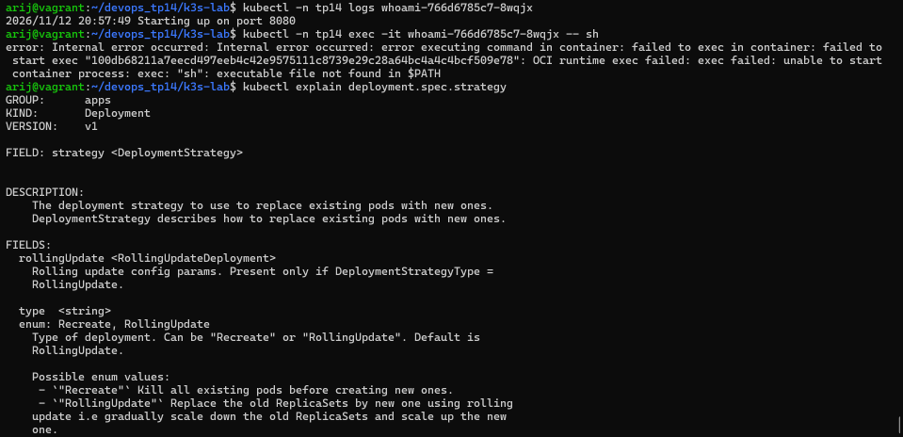 arij@vagrant:~/devops_tp14/k3s-lab$ kubectl -n tp14 logs whoami-766d6785c7-8wqjx
2026/11/12 20:57:49 Starting up on port 8080
arij@vagrant:~/devops_tp14/k3s-lab$ kubectl -n tp14 exec -it whoami-766d6785c7-8wqjx -- sh
error: Internal error occurred: Internal error occurred: error executing command in container: failed to exec in container: failed to
 start exec "100db68211a7eecd497eeb4c42e9575111c8739e29c28a64bc4a4c4bcf509e78": OCI runtime exec failed: exec failed: unable to start
 container process: exec: "sh": executable file not found in $PATH
arij@vagrant:~/devops_tp14/k3s-lab$ kubectl explain deployment.spec.strategy
GROUP:      apps
KIND:       Deployment
VERSION:    v1

FIELD: strategy <DeploymentStrategy>


DESCRIPTION:
    The deployment strategy to use to replace existing pods with new ones.
    DeploymentStrategy describes how to replace existing pods with new ones.

FIELDS:
  rollingUpdate <RollingUpdateDeployment>
    Rolling update config params. Present only if DeploymentStrategyType =
    RollingUpdate.

  type  <string>
  enum: Recreate, RollingUpdate
    Type of deployment. Can be "Recreate" or "RollingUpdate". Default is
    RollingUpdate.

    Possible enum values:
     - `"Recreate"` Kill all existing pods before creating new ones.
     - `"RollingUpdate"` Replace the old ReplicaSets by new one using rolling
    update i.e gradually scale down the old ReplicaSets and scale up the new
    one.